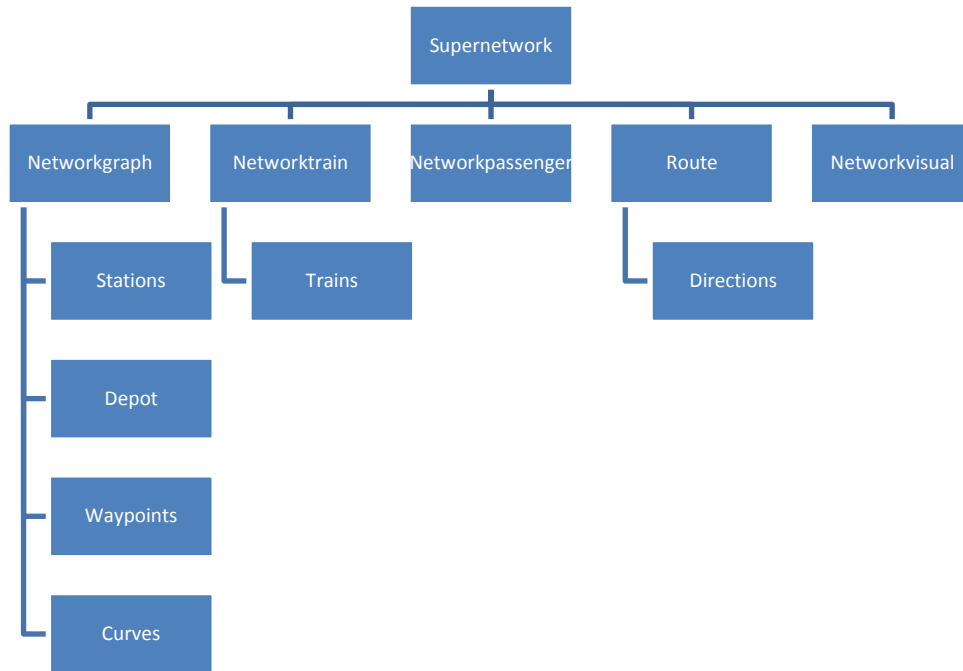 Supernetwork
Networkgraph
Networktrain
Networkpassenger
Route
Networkvisual
Stations
Trains
Directions
Depot
Waypoints
Curves